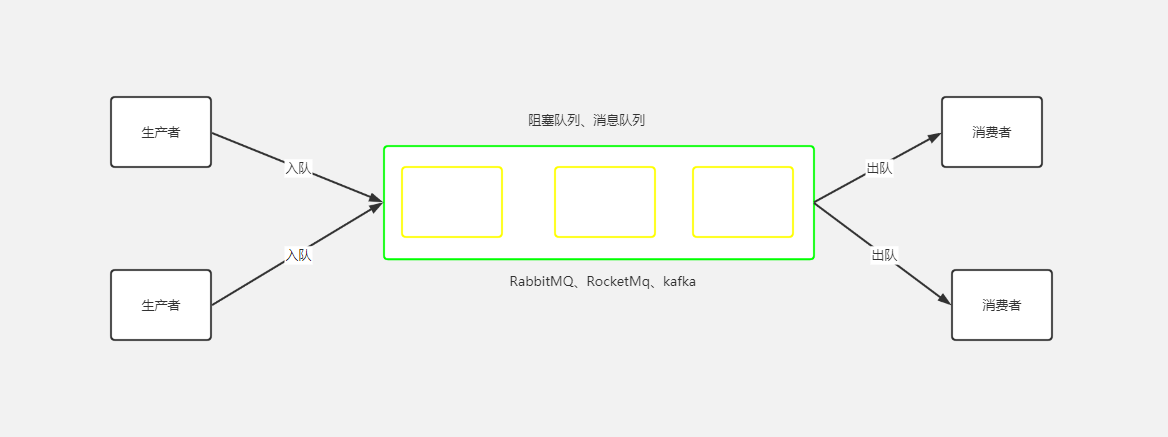 阻塞队列、消息队列
生产者
消费者
入队
出队
入队
出队
RabbitMQ、RocketMq、kafka
生产者
消费者